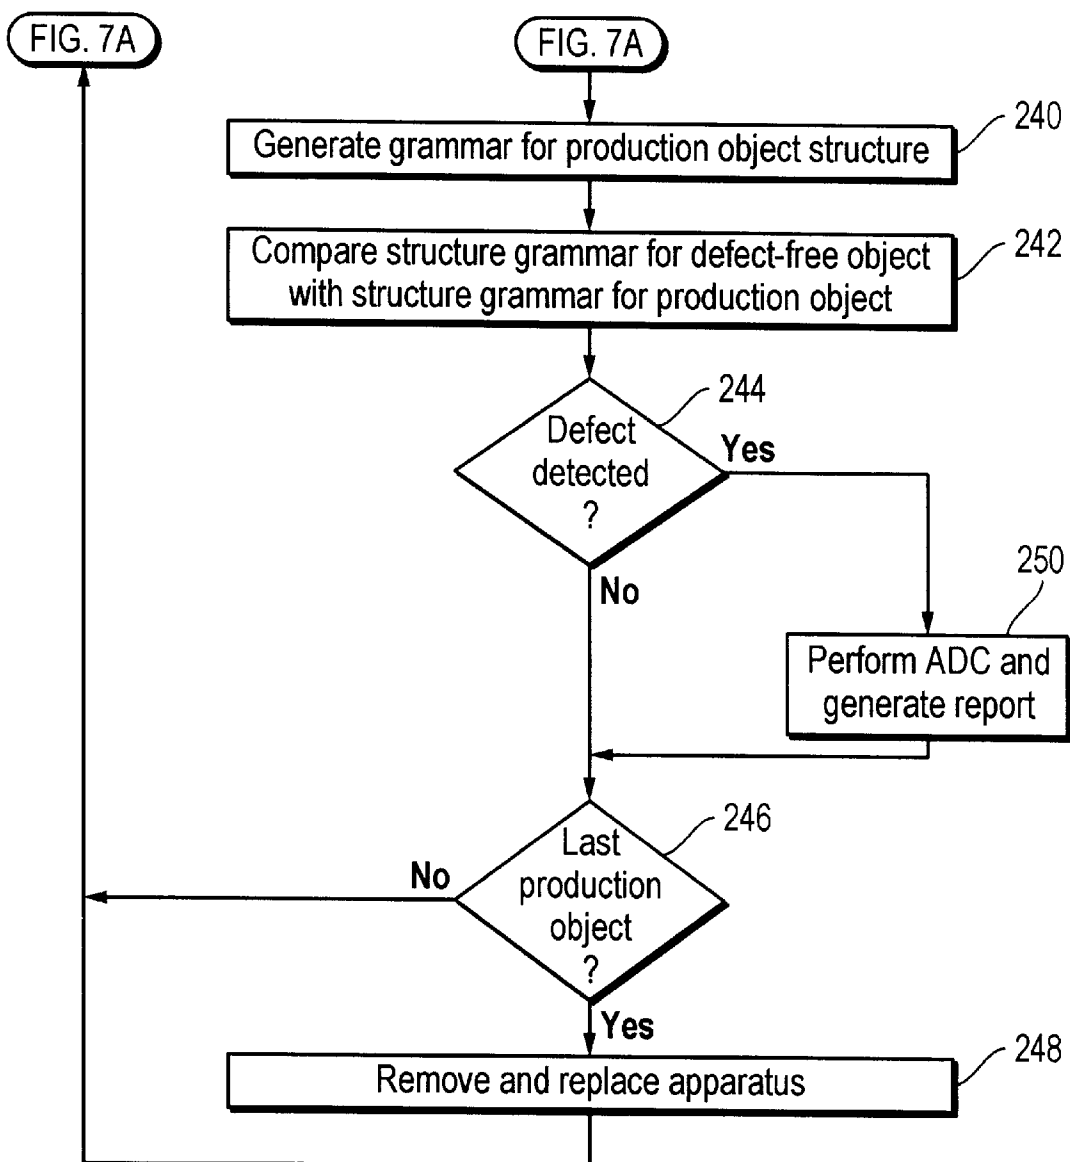 FIG. 7A
FIG. 7A
240
Generate grammar for production object structure
242
Compare structure grammar for defect-free object
with structure grammar for production object
244
Defect
detected
?
Yes
No
250
Perform ADC and
generate report
246
Last
production
object
?
No
Yes
248
Remove and replace apparatus